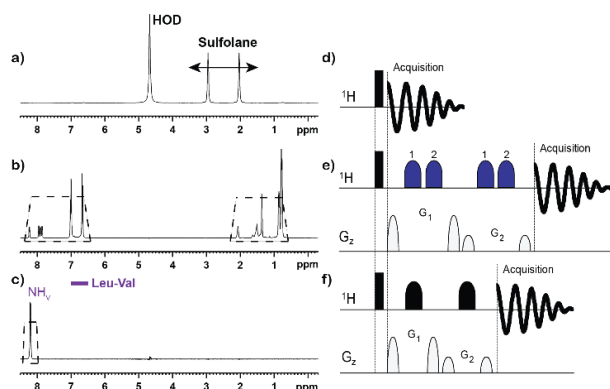 a)
HOD
Sulfolane
8 7 6 5 4 3 2 1 ppm
b)
8 7 6 5 4 3 2 1 ppm
c)
NHv
Leu-Val
8 7 6 5 4 3 2 1 ppm
d)
Acquisition
1H
e)
Acquisition
1 2 1 2
1H
G1
G2
Gz
f)
Acquisition
1H
G1
G2
Gz